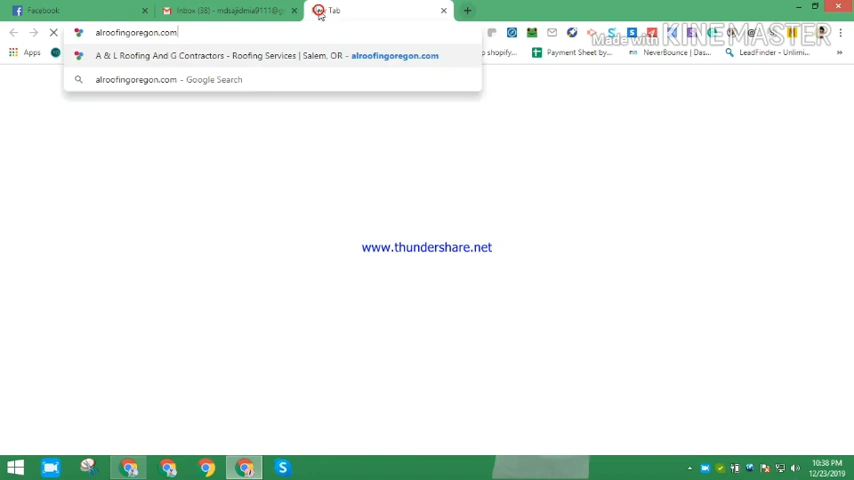 Facebook
Inbox (38) - mdsajidmia9111@g
New Tab
alroofingoregon.com
Made with KINEMASTER
A & L Roofing And G Contractors - Roofing Services | Salem, OR - alroofingoregon.com
alroofingoregon.com - Google Search
Apps
p shopify...
Payment Sheet by...
NeverBounce | Das...
LeadFinder - Unlimi...
www.thundershare.net
10:38 PM
12/23/2019